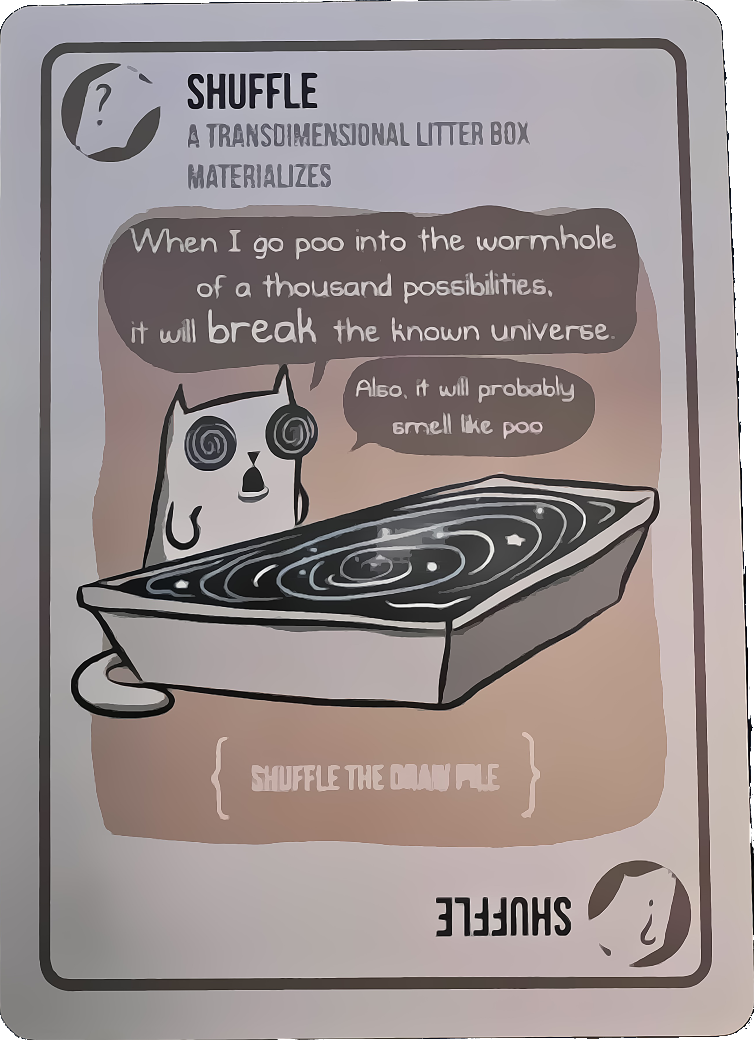 ?
SHUFFLE
A TRANSDIMENSIONAL LITTER BOX
MATERIALIZES
When I go poo into the wormhole
of a thousand possibilities,
it will break the known universe.
Also, it will probably
smell like poo
SHUFFLE THE DRAW PILE
SHUFFLE
?